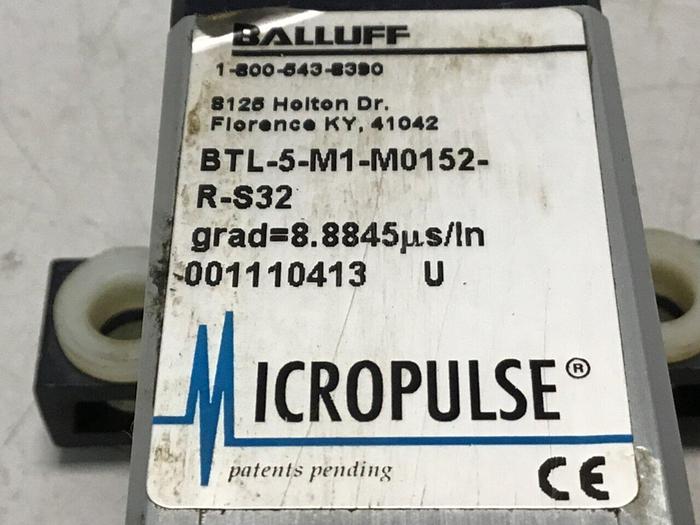 BALLUFF
1-800-543-8390
8125 Holton Dr.
Florence KY, 41042
BTL-5-M1-M0152-
R-S32
grad=8.8845µs/In
001110413 U
MICROPULSE®
patents pending
CE